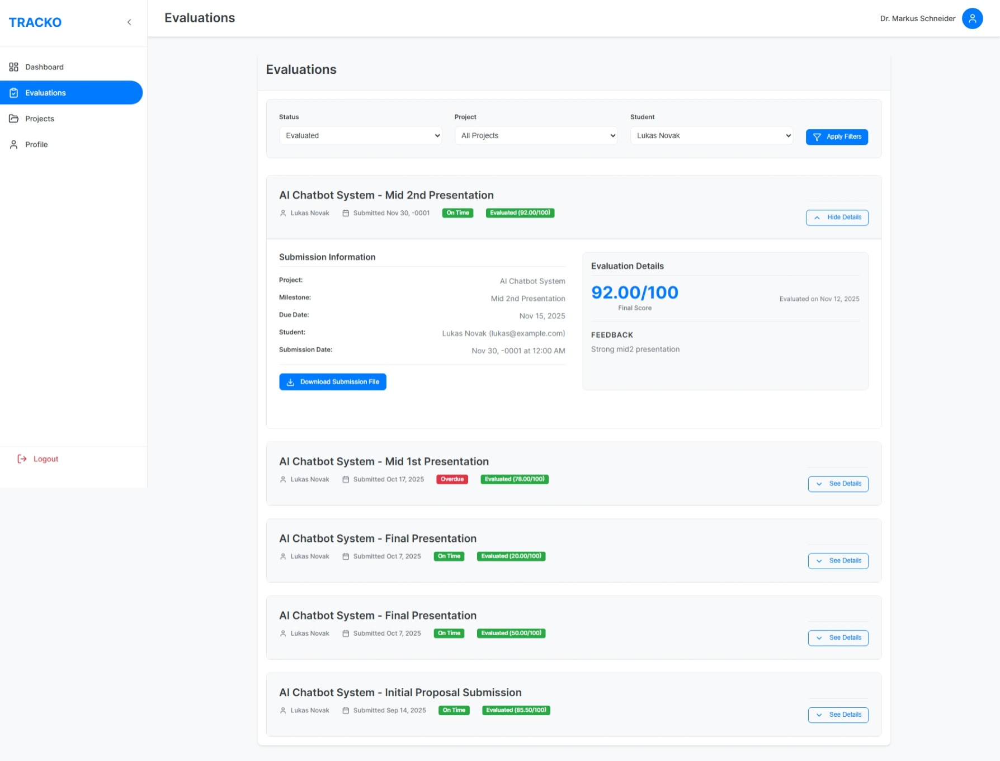 TRACKO
Evaluations
Dr. Markus Schneider
Dashboard
Evaluations
Projects
Profile
Logout
Evaluations
Status
Project
Student
Evaluated
All Projects
Lukas Novak
Apply Filters
AI Chatbot System - Mid 2nd Presentation
Lukas Novak Submitted Nov 30, -0001 On Time Evaluated (92.00/100)
Hide Details
Submission Information
Project: AI Chatbot System
Milestone: Mid 2nd Presentation
Due Date: Nov 15, 2025
Student: Lukas Novak (lukas@example.com)
Submission Date: Nov 30, -0001 at 12:00 AM
Download Submission File
Evaluation Details
92.00/100
Final Score
Evaluated on Nov 12, 2025
FEEDBACK
Strong mid2 presentation
AI Chatbot System - Mid 1st Presentation
Lukas Novak Submitted Oct 17, 2025 Overdue Evaluated (78.00/100)
See Details
AI Chatbot System - Final Presentation
Lukas Novak Submitted Oct 7, 2025 On Time Evaluated (20.00/100)
See Details
AI Chatbot System - Final Presentation
Lukas Novak Submitted Oct 7, 2025 On Time Evaluated (50.00/100)
See Details
AI Chatbot System - Initial Proposal Submission
Lukas Novak Submitted Sep 14, 2025 On Time Evaluated (85.50/100)
See Details